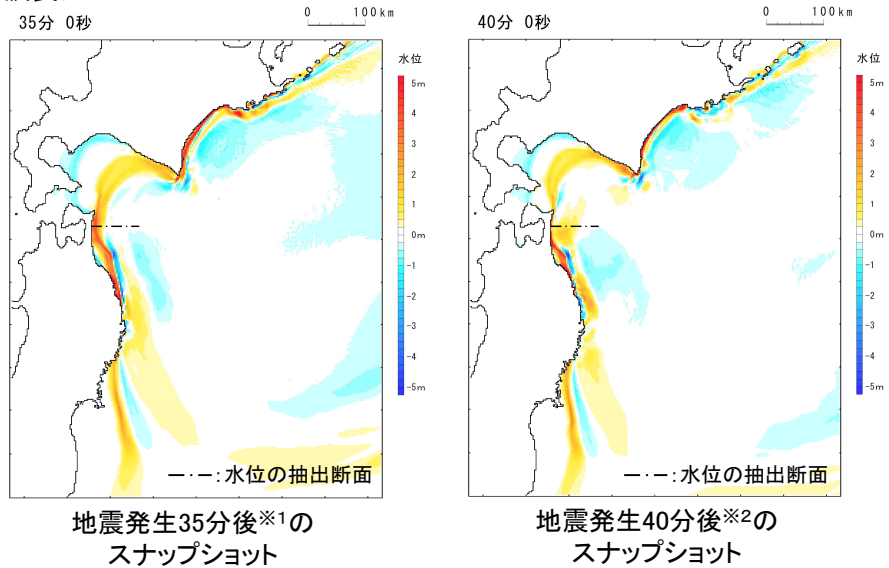 35分 0秒
0 100km
水位
5m
4
3
2
1
0m
-1
-2
-3
-4
-5m
—・—:水位の抽出断面
地震発生35分後※1の
スナップショット
40分 0秒
0 100km
水位
5m
4
3
2
1
0m
-1
-2
-3
-4
-5m
—・—:水位の抽出断面
地震発生40分後※2の
スナップショット